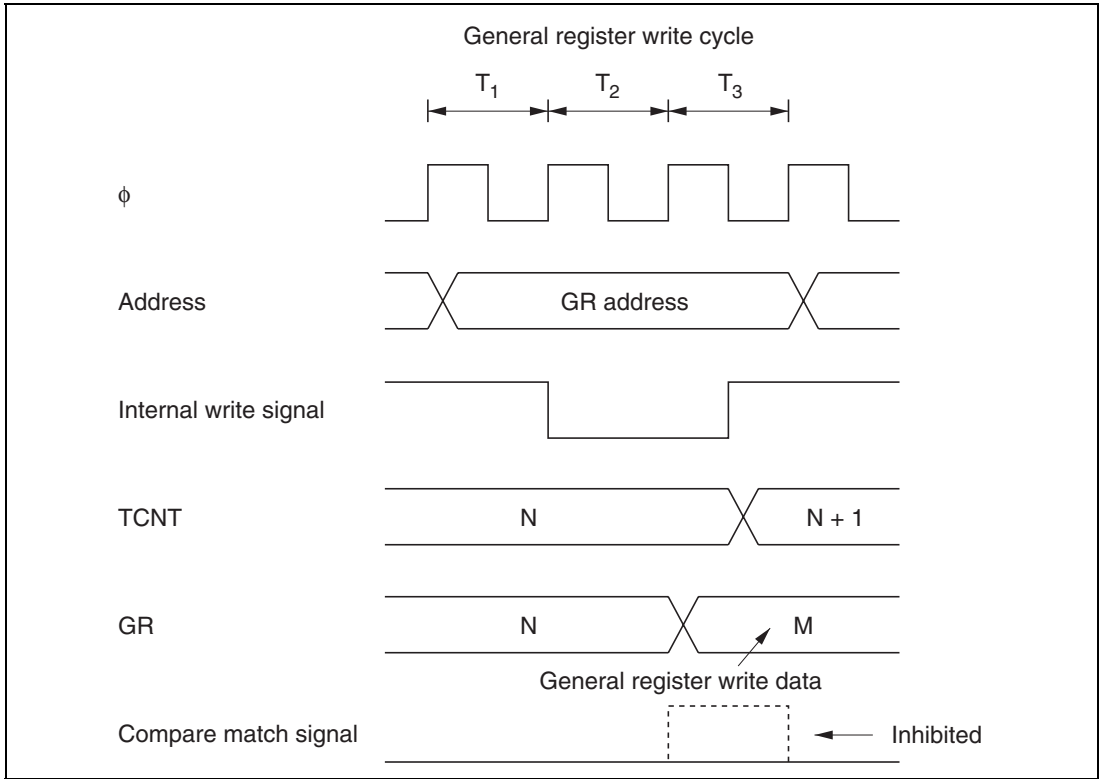 General register write cycle
T1 T2 T3
ϕ
Address GR address
Internal write signal
TCNT N N + 1
GR N M
General register write data
Compare match signal Inhibited